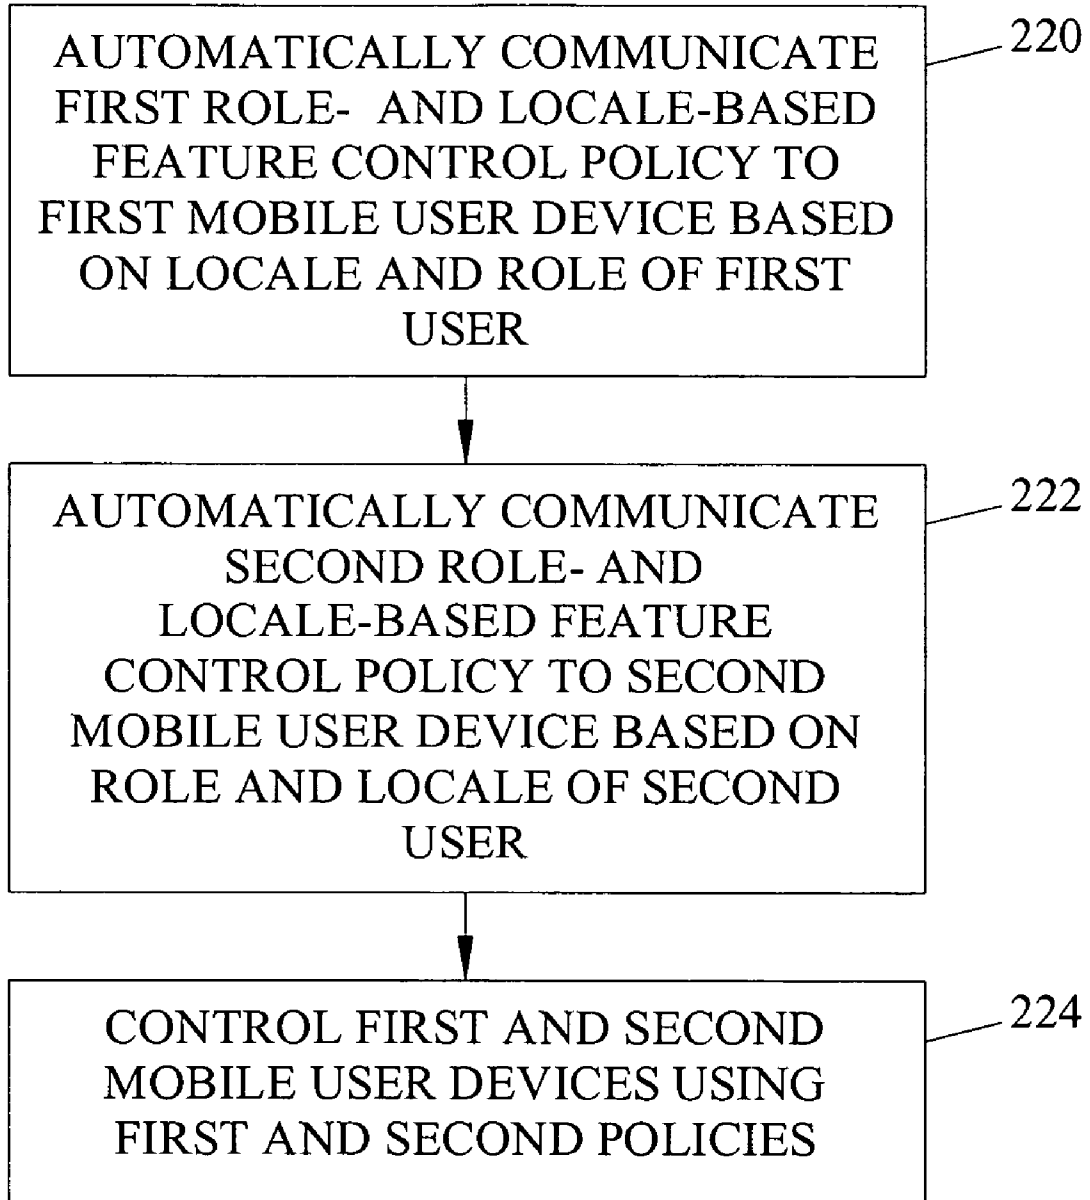 AUTOMATICALLY COMMUNICATE
FIRST ROLE- AND LOCALE-BASED
FEATURE CONTROL POLICY TO
FIRST MOBILE USER DEVICE BASED
ON LOCALE AND ROLE OF FIRST
USER
220
AUTOMATICALLY COMMUNICATE
SECOND ROLE- AND
LOCALE-BASED FEATURE
CONTROL POLICY TO SECOND
MOBILE USER DEVICE BASED ON
ROLE AND LOCALE OF SECOND
USER
222
CONTROL FIRST AND SECOND
MOBILE USER DEVICES USING
FIRST AND SECOND POLICIES
224